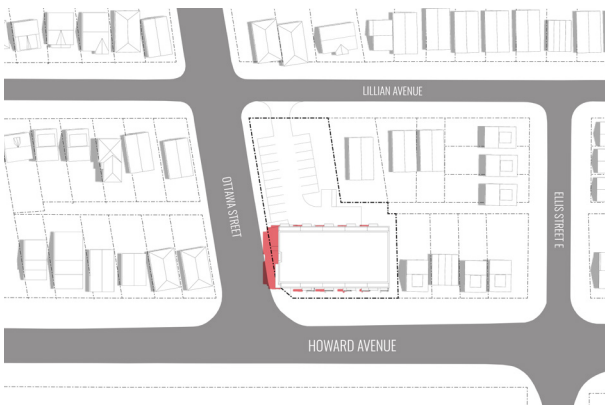 LILLIAN AVENUE
OTTAWA STREET
ELLIS STREET E
HOWARD AVENUE